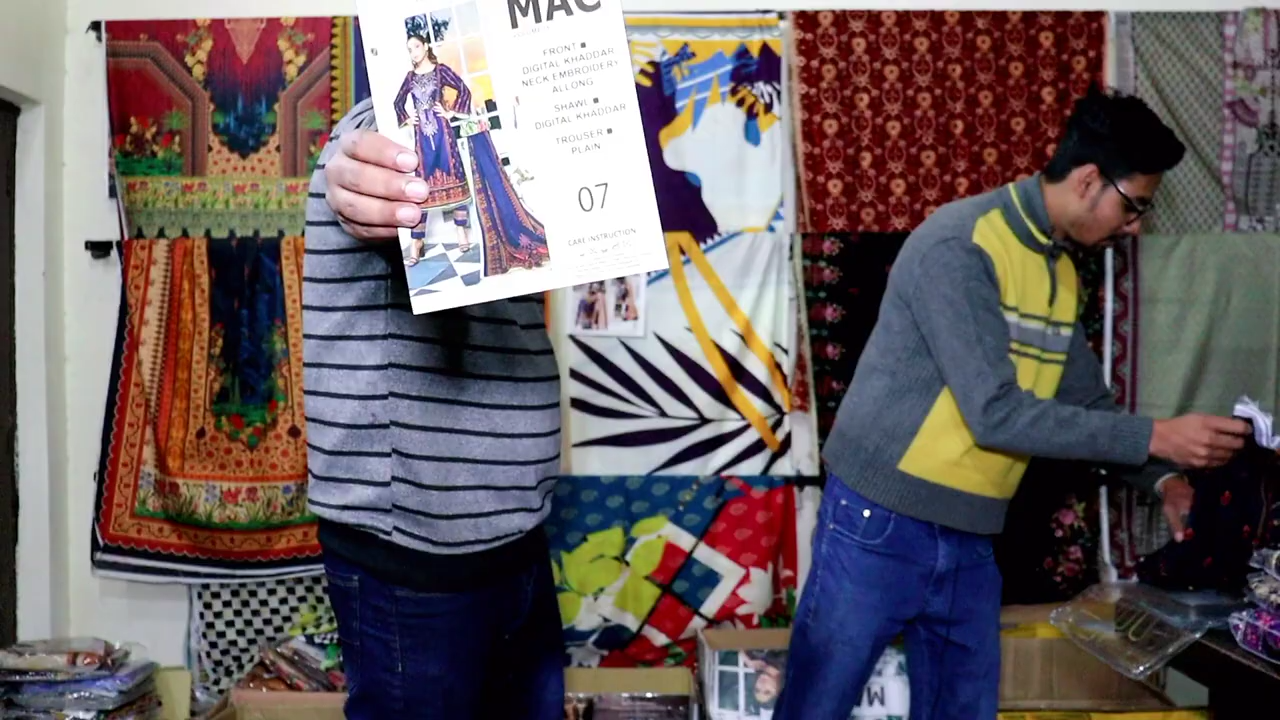 MAC
FRONT
DIGITAL KHADDAR
NECK EMBROIDERY
ALLONG
SHAWL
DIGITAL KHADDAR
TROUSER
PLAIN
07
CARE INSTRUCTION